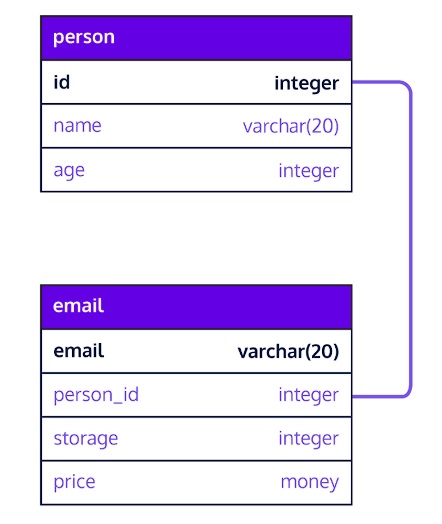 person
id integer
name varchar(20)
age integer
email
email varchar(20)
person_id integer
storage integer
price money